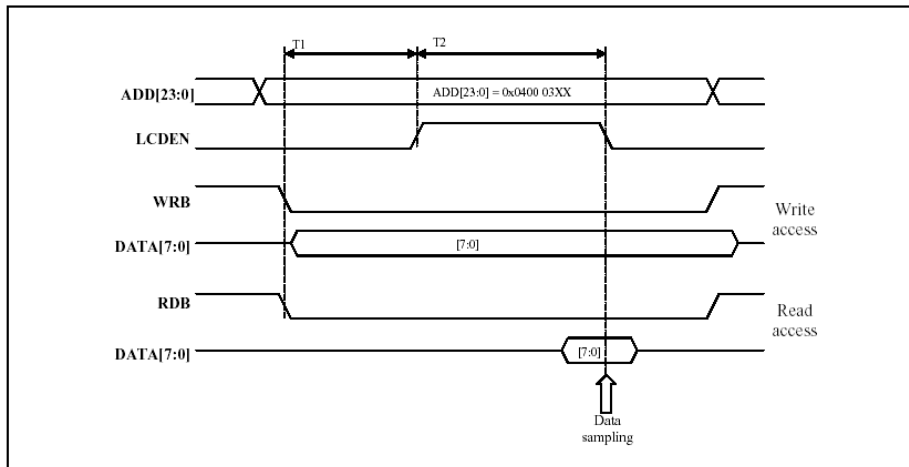 T1 T2
ADD[23:0] ADD[23:0] = 0x0400 03XX
LCDEN
WRB
Write
access
DATA[7:0] [7:0]
RDB
Read
access
DATA[7:0] [7:0]
Data
sampling